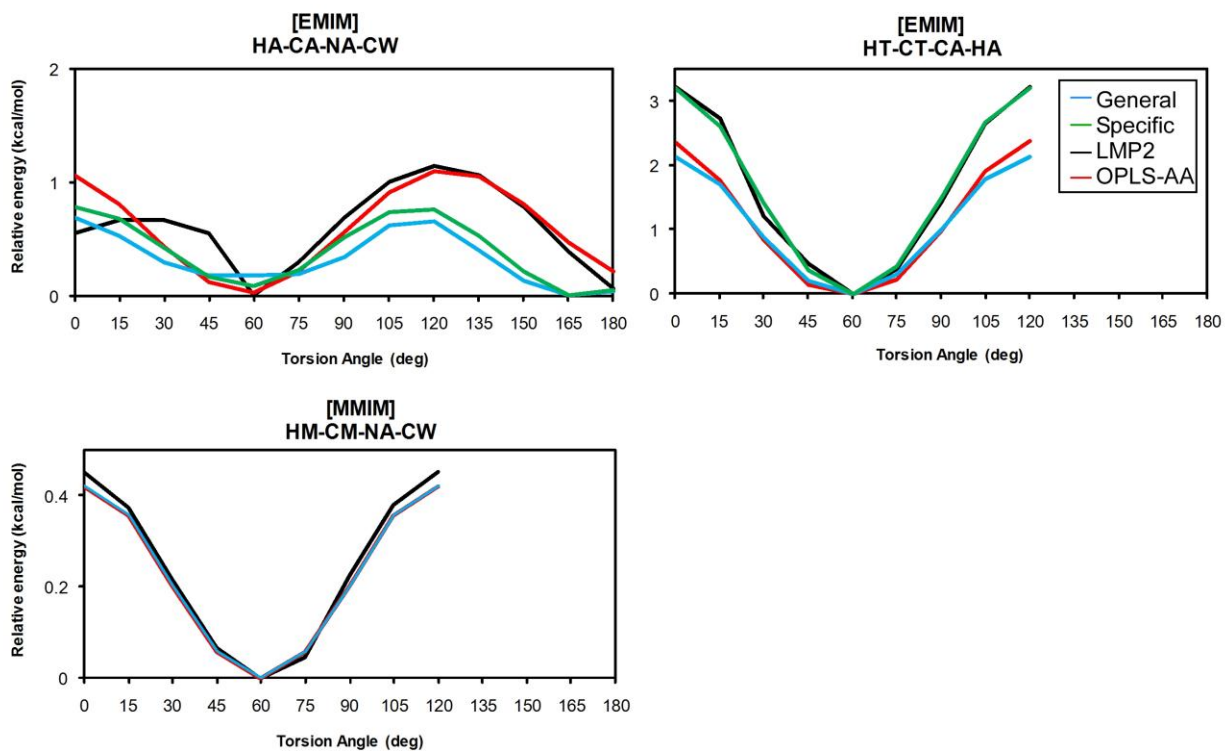 [EMIM]
HA-CA-NA-CW
Relative energy (kcal/mol)
2
1
0
0 15 30 45 60 75 90 105 120 135 150 165 180
Torsion Angle (deg)
[EMIM]
HT-CT-CA-HA
3
2
1
0
0 15 30 45 60 75 90 105 120 135 150 165 180
Torsion Angle (deg)
General
Specific
LMP2
OPLS-AA
[MMIM]
HM-CM-NA-CW
Relative energy (kcal/mol)
0.4
0.2
0
0 15 30 45 60 75 90 105 120 135 150 165 180
Torsion Angle (deg)